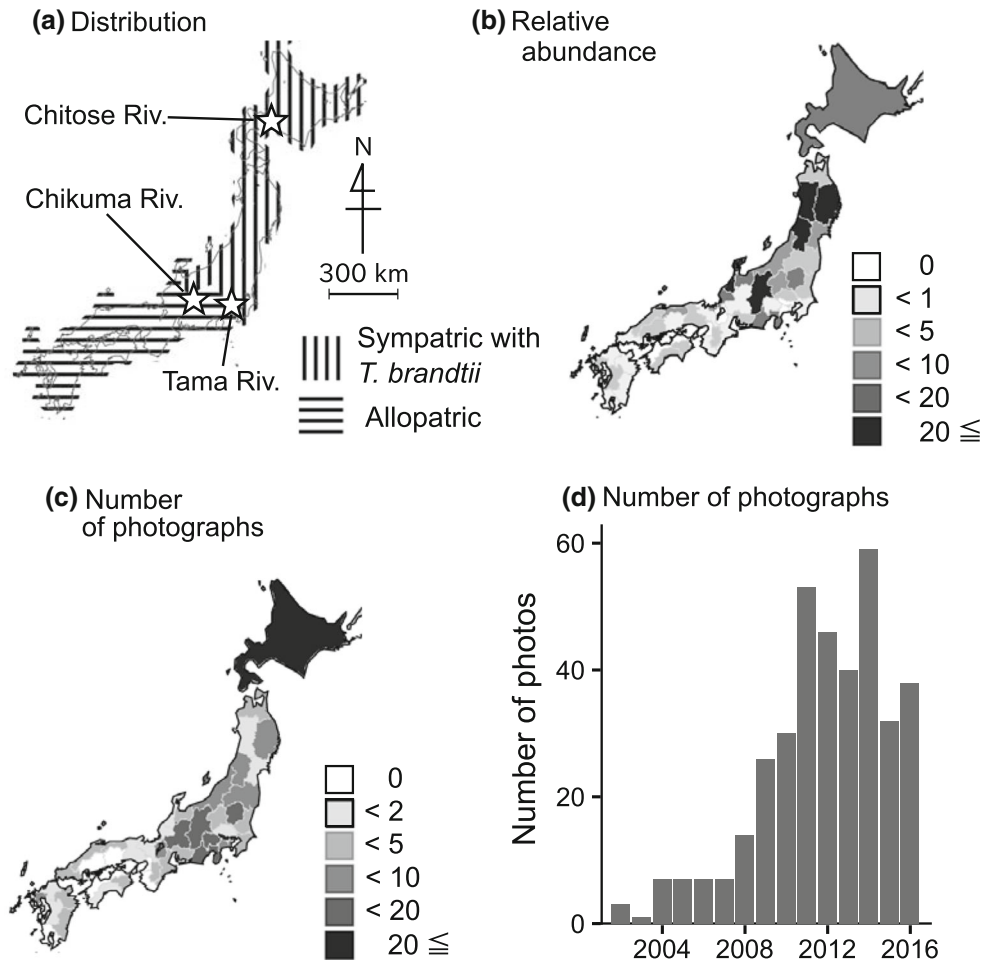 (a) Distribution
Chitose Riv.
Chikuma Riv.
N
300 km
Tama Riv.
Sympatric with
T. brandtii
Allopatric
(b) Relative
abundance
0
< 1
< 5
< 10
< 20
20 ≦
(c) Number
of photographs
0
< 2
< 5
< 10
< 20
20 ≦
(d) Number of photographs
Number of photos
60
40
20
0
2004 2008 2012 2016